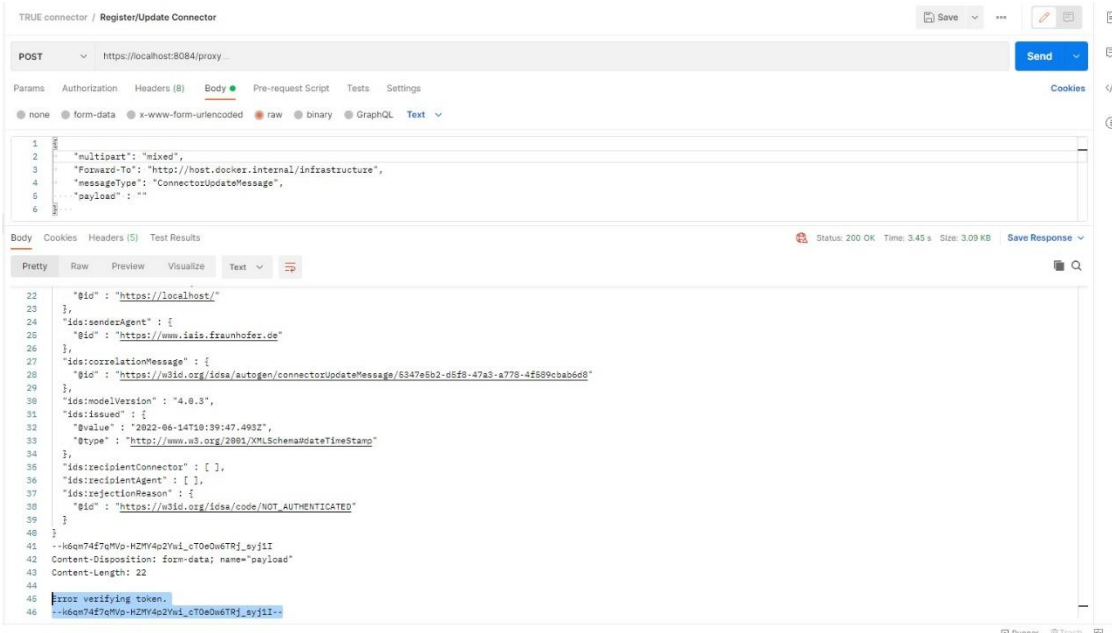 TRUE connector / Register/Update Connector
Save
POST https://localhost:8084/proxy
Send
Params Authorization Headers (8) Body Pre-request Script Tests Settings Cookies
none form-data x-www-form-urlencoded raw binary GraphQL Text
1 {
2 "multipart": "mixed",
3 "Forward-To": "http://host.docker.internal/infrastructure",
4 "messageType": "ConnectorUpdateMessage",
5 "payload" : ""
6 }
Body Cookies Headers (5) Test Results Status: 200 OK Time: 3.45 s Size: 3.09 KB Save Response
Pretty Raw Preview Visualize Text
22 "@id" : "https://localhost/"
23 },
24 "ids:senderAgent" : {
25 "@id" : "https://www.iais.fraunhofer.de"
26 },
27 "ids:correlationMessage" : {
28 "@id" : "https://w3id.org/idsa/autogen/connectorUpdateMessage/5347e5b2-d5f8-47a3-a778-4f589cbab6d8"
29 },
30 "ids:modelVersion" : "4.0.3",
31 "ids:issued" : {
32 "@value" : "2022-06-14T10:39:47.493Z",
33 "@type" : "http://www.w3.org/2001/XMLSchema#dateTimeStamp"
34 },
35 "ids:recipientConnector" : [ ],
36 "ids:recipientAgent" : [ ],
37 "ids:rejectionReason" : {
38 "@id" : "https://w3id.org/idsa/code/NOT_AUTHENTICATED"
39 }
40 }
41 --k6qm74f7qMVp-HZMY4p2Ywi_cTOeOw6TRj_syj1I
42 Content-Disposition: form-data; name="payload"
43 Content-Length: 22
44
45 Error verifying token.
46 --k6qm74f7qMVp-HZMY4p2Ywi_cTOeOw6TRj_syj1I--
Runner Trash